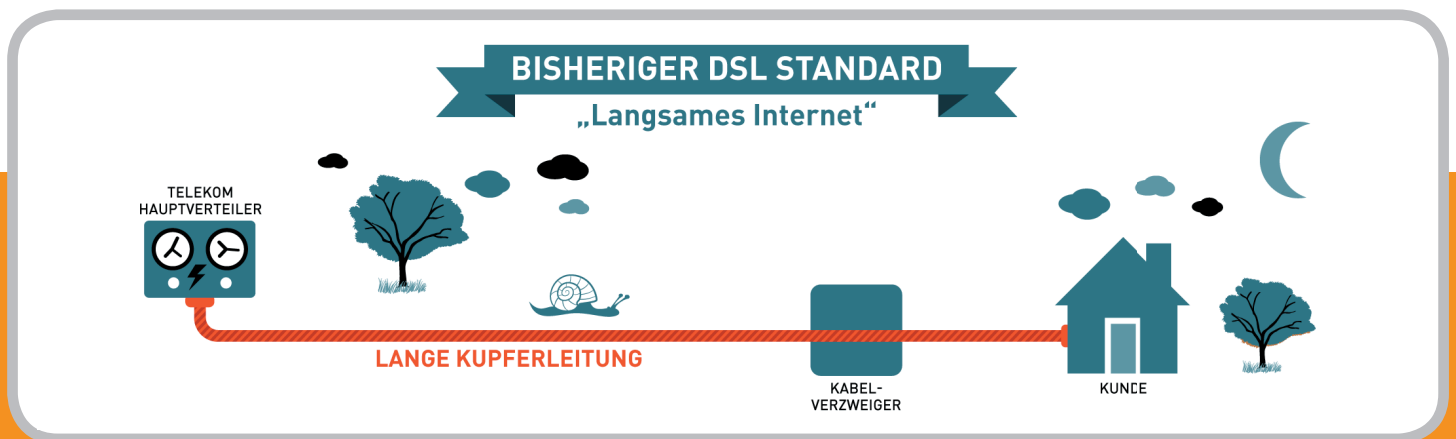 BISHERIGER DSL STANDARD
„Langsames Internet“
TELEKOM
HAUPTVERTEILER
LANGE KUPFERLEITUNG
KABEL-
VERZWEIGER
KUNDE